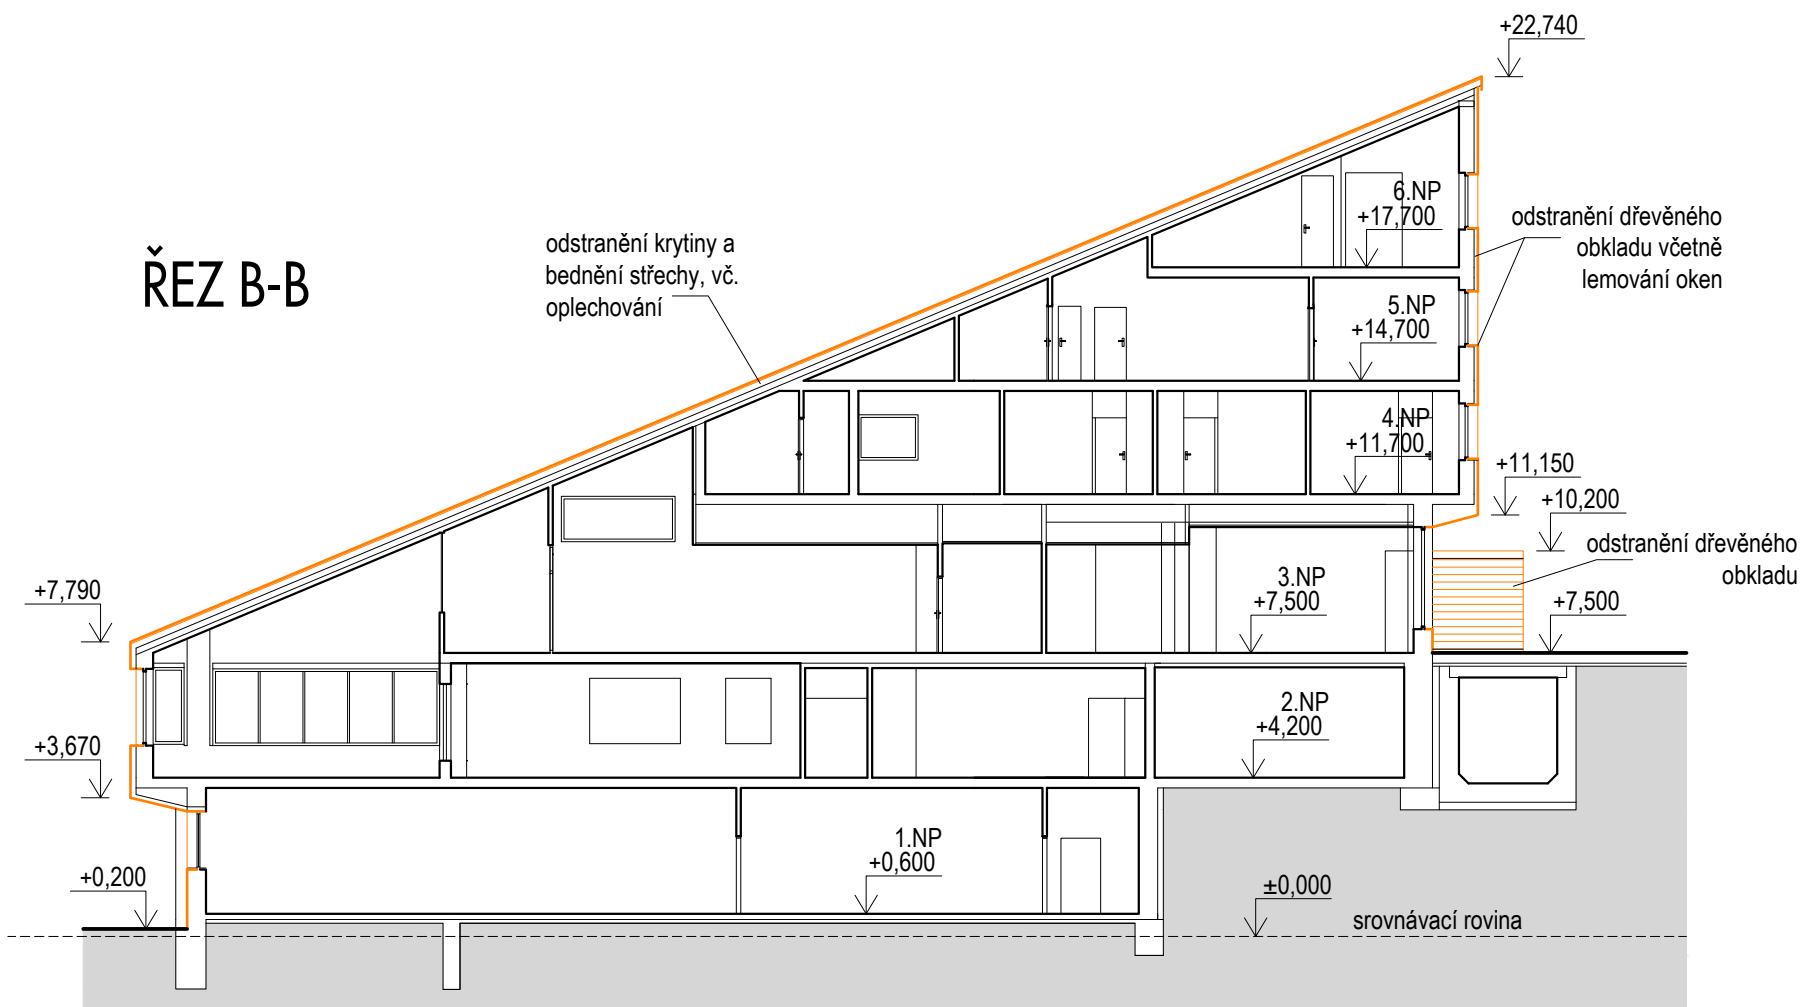 +22,740
ŘEZ B-B
odstranění krytiny a
bednění střechy, vč.
oplechování
6.NP
+17,700
odstranění dřevěného
obkladu včetně
lemování oken
5.NP
+14,700
4.NP
+11,700
+11,150
+10,200
odstranění dřevěného
obkladu
+7,790
3.NP
+7,500
+7,500
+3,670
2.NP
+4,200
1.NP
+0,600
+0,200
±0,000
srovnávací rovina